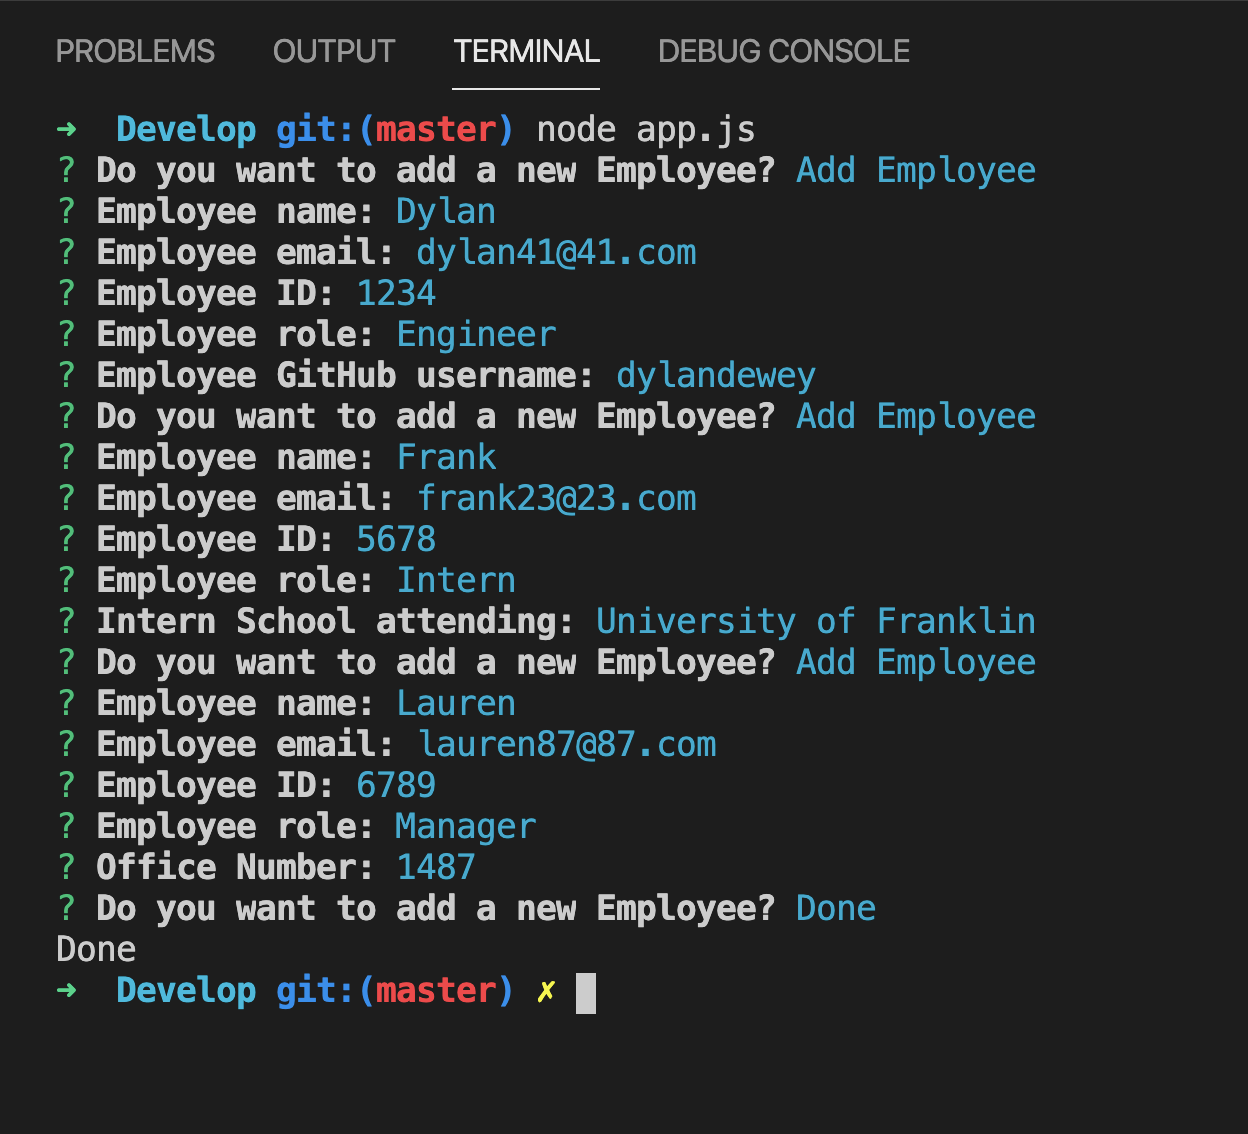 PROBLEMS OUTPUT TERMINAL DEBUG CONSOLE
➜ Develop git:(master) node app.js
? Do you want to add a new Employee? Add Employee
? Employee name: Dylan
? Employee email: dylan41@41.com
? Employee ID: 1234
? Employee role: Engineer
? Employee GitHub username: dylandewey
? Do you want to add a new Employee? Add Employee
? Employee name: Frank
? Employee email: frank23@23.com
? Employee ID: 5678
? Employee role: Intern
? Intern School attending: University of Franklin
? Do you want to add a new Employee? Add Employee
? Employee name: Lauren
? Employee email: lauren87@87.com
? Employee ID: 6789
? Employee role: Manager
? Office Number: 1487
? Do you want to add a new Employee? Done
Done
➜ Develop git:(master) ✗